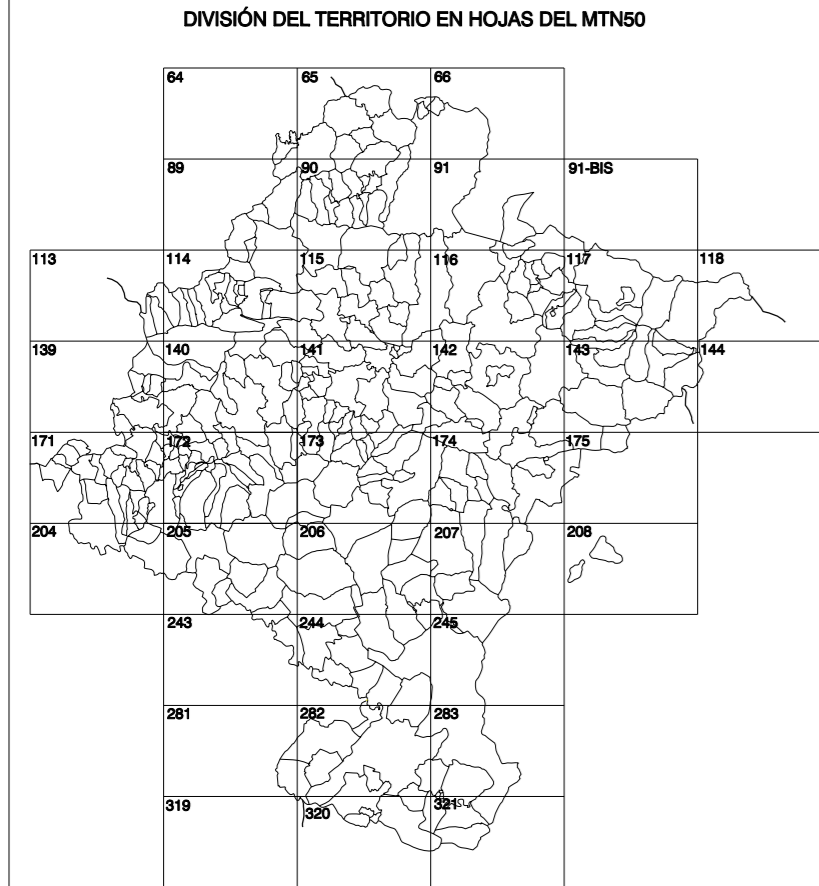 DIVISIÓN DEL TERRITORIO EN HOJAS DEL MTN50
64 65 66
89 90 91 91-BIS
113 114 115 116 117 118
139 140 141 142 143 144
171 172 173 174 175
204 205 206 207 208
243 244 245
281 282 283
319 320 321